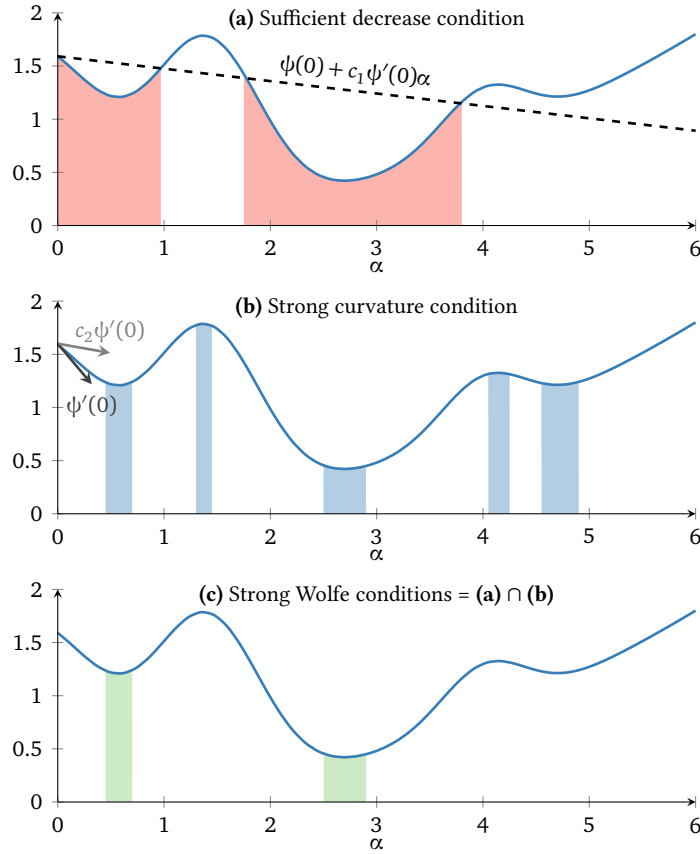 (a) Sufficient decrease condition
ψ(0) + c₁ψ′(0)α
1.5
1
0.5
0
0 1 2 3 4 5 6
α
(b) Strong curvature condition
2
c₂ψ′(0)
1.5
ψ′(0)
1
0.5
0
0 1 2 3 4 5 6
α
(c) Strong Wolfe conditions = (a) ∩ (b)
2
1.5
1
0.5
0
0 1 2 3 4 5 6
α